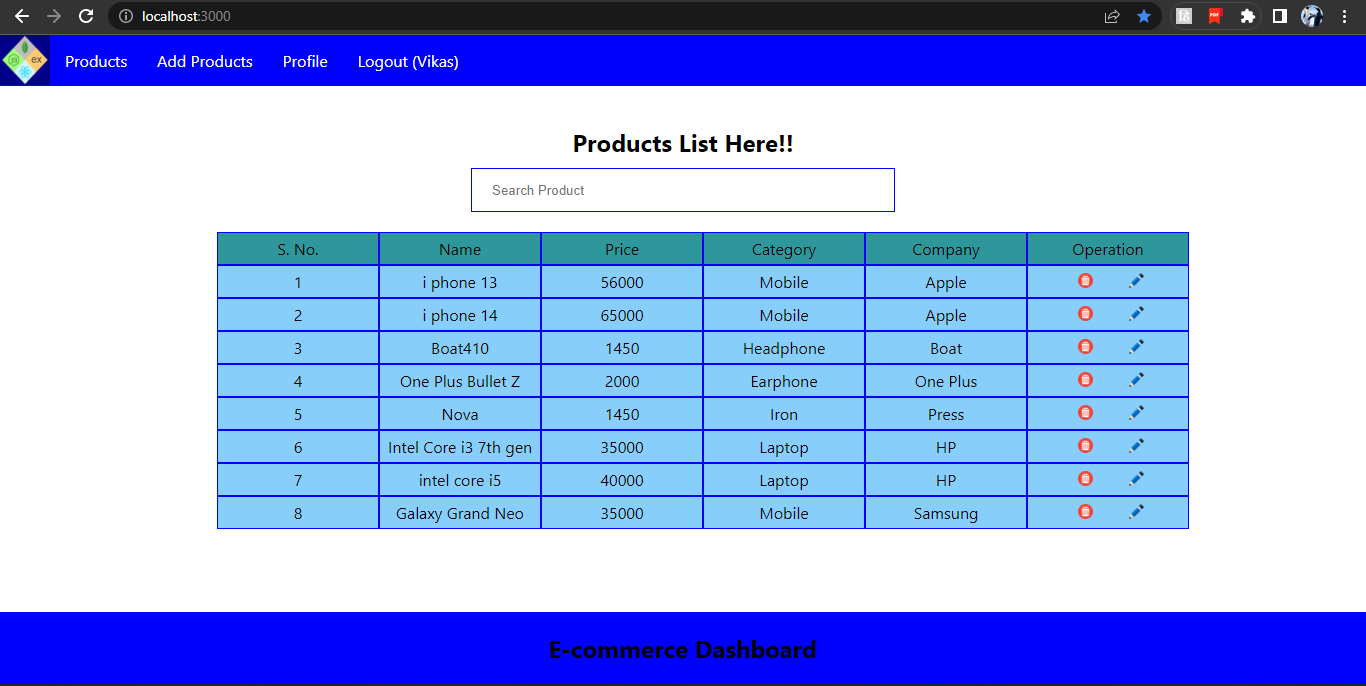 localhost:3000
ex
Products Add Products Profile Logout (Vikas)
Products List Here!!
Search Product
S. No. Name Price Category Company Operation
1 i phone 13 56000 Mobile Apple
2 i phone 14 65000 Mobile Apple
3 Boat410 1450 Headphone Boat
4 One Plus Bullet Z 2000 Earphone One Plus
5 Nova 1450 Iron Press
6 Intel Core i3 7th gen 35000 Laptop HP
7 intel core i5 40000 Laptop HP
8 Galaxy Grand Neo 35000 Mobile Samsung
E-commerce Dashboard